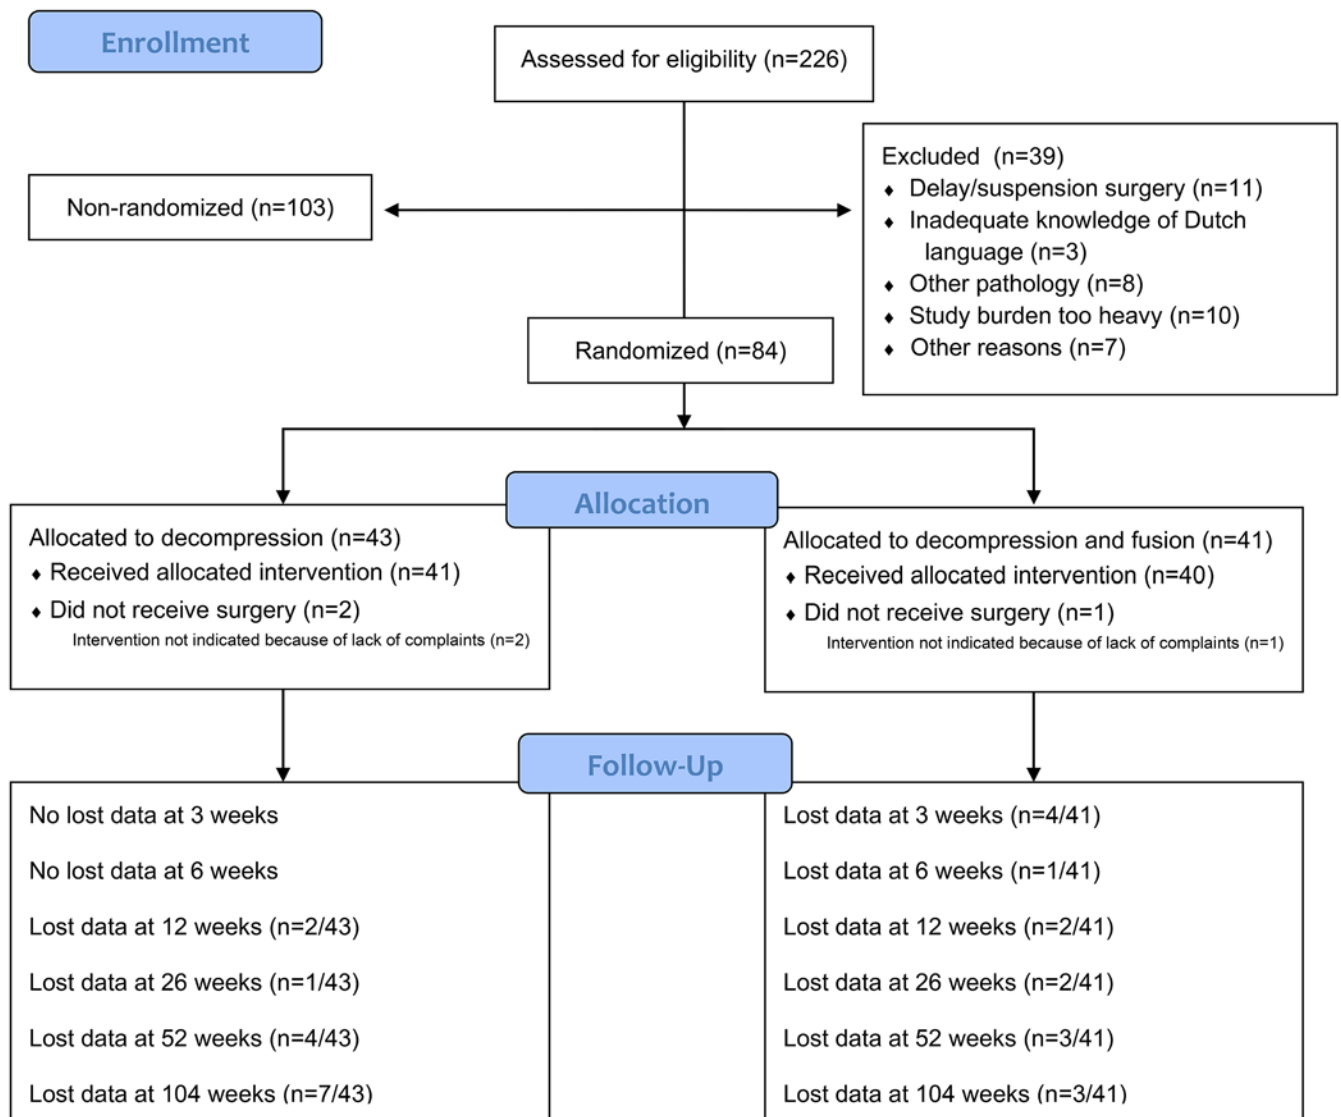 Enrollment
Assessed for eligibility (n=226)
Non-randomized (n=103)
Excluded (n=39)
♦ Delay/suspension surgery (n=11)
♦ Inadequate knowledge of Dutch
language (n=3)
♦ Other pathology (n=8)
♦ Study burden too heavy (n=10)
♦ Other reasons (n=7)
Randomized (n=84)
Allocation
Allocated to decompression (n=43)
♦ Received allocated intervention (n=41)
♦ Did not receive surgery (n=2)
Intervention not indicated because of lack of complaints (n=2)
Allocated to decompression and fusion (n=41)
♦ Received allocated intervention (n=40)
♦ Did not receive surgery (n=1)
Intervention not indicated because of lack of complaints (n=1)
Follow-Up
No lost data at 3 weeks
No lost data at 6 weeks
Lost data at 12 weeks (n=2/43)
Lost data at 26 weeks (n=1/43)
Lost data at 52 weeks (n=4/43)
Lost data at 104 weeks (n=7/43)
Lost data at 3 weeks (n=4/41)
Lost data at 6 weeks (n=1/41)
Lost data at 12 weeks (n=2/41)
Lost data at 26 weeks (n=2/41)
Lost data at 52 weeks (n=3/41)
Lost data at 104 weeks (n=3/41)